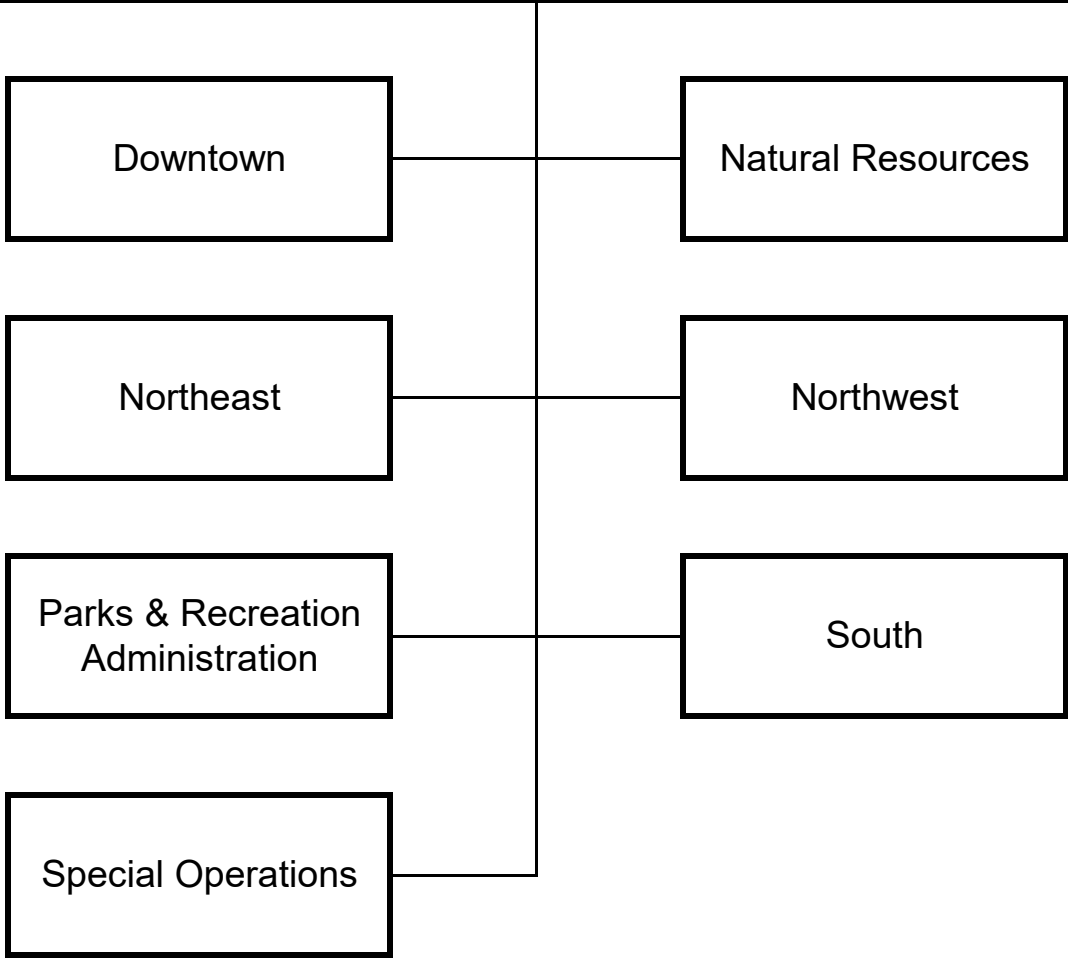 Downtown
Natural Resources
Northeast
Northwest
Parks & Recreation
Administration
South
Special Operations